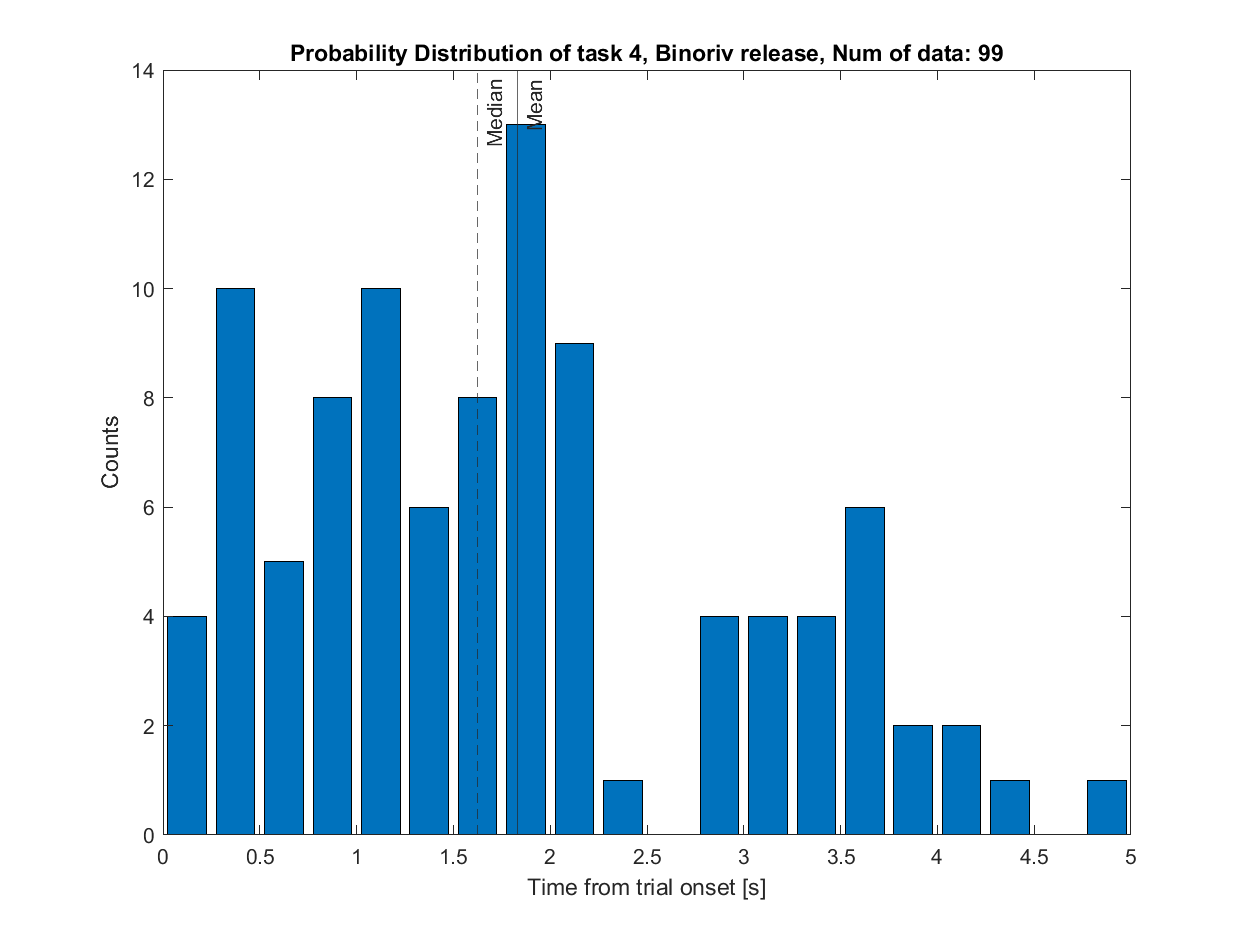 Probability Distribution of task 4, Binoriv release, Num of data: 99
14
12
10
8
6
4
2
0
Counts
Median
Mean
0 0.5 1 1.5 2 2.5 3 3.5 4 4.5 5
Time from trial onset [s]